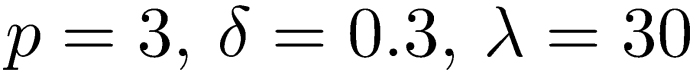 p = 3, δ = 0.3, λ = 30